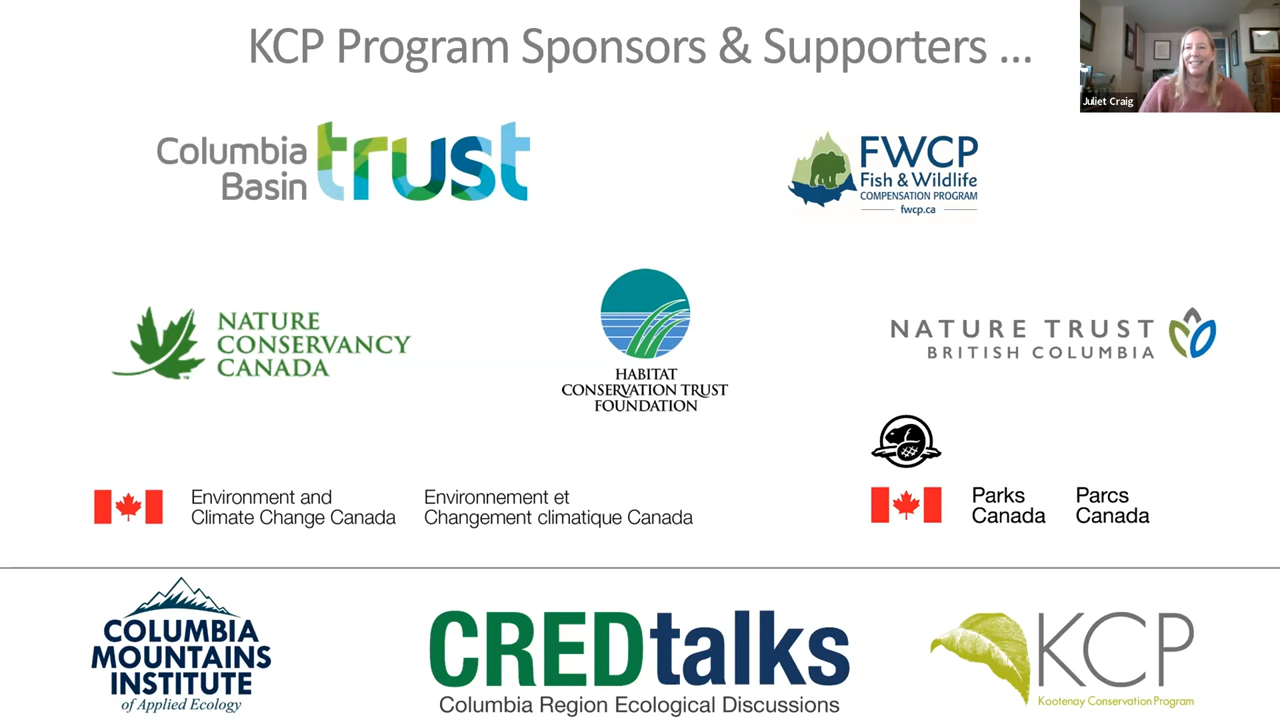 KCP Program Sponsors & Supporters ...
Juliet Craig
Columbia
Basin
trust
FWCP
Fish & Wildlife
COMPENSATION PROGRAM
fwcp.ca
NATURE
CONSERVANCY
CANADA
HABITAT
CONSERVATION TRUST
FOUNDATION
NATURE TRUST
BRITISH COLUMBIA
Environment and
Climate Change Canada
Environnement et
Changement climatique Canada
Parks
Canada
Parcs
Canada
COLUMBIA
MOUNTAINS
INSTITUTE
of Applied Ecology
CREDtalks
Columbia Region Ecological Discussions
KCP
Kootenay Conservation Program